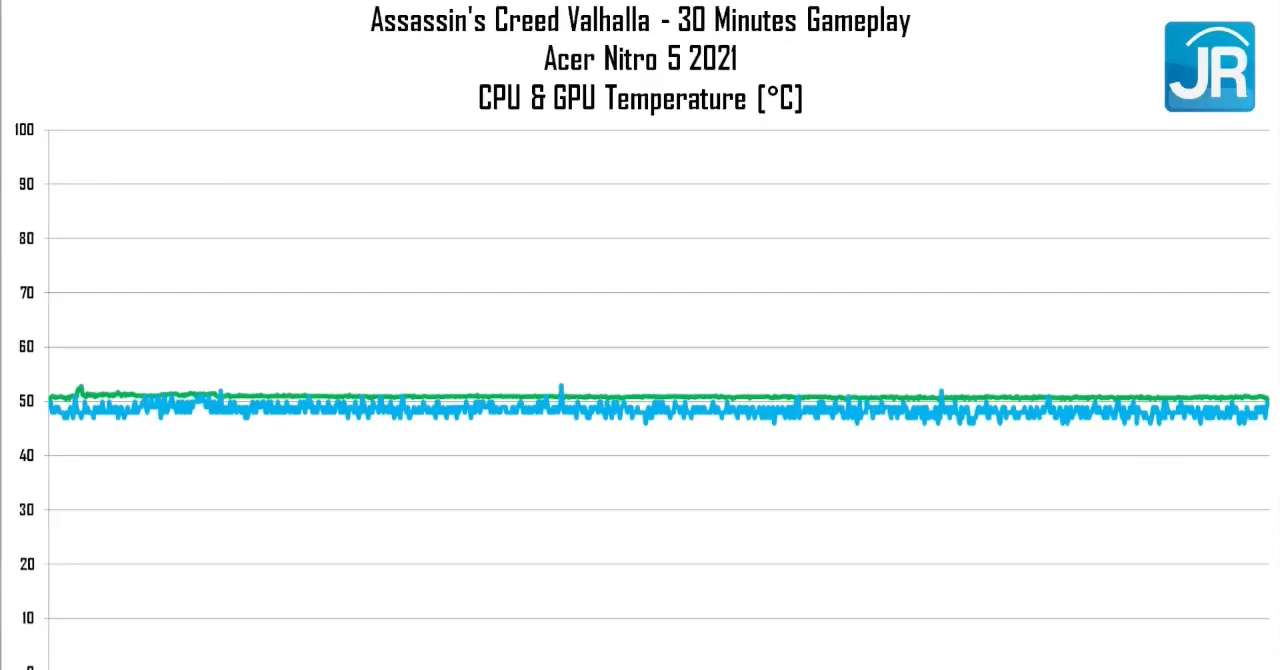 Assassin's Creed Valhalla - 30 Minutes Gameplay
Acer Nitro 5 2021
CPU & GPU Temperature [°C]
JR
100
90
80
70
60
50
40
30
20
10
0